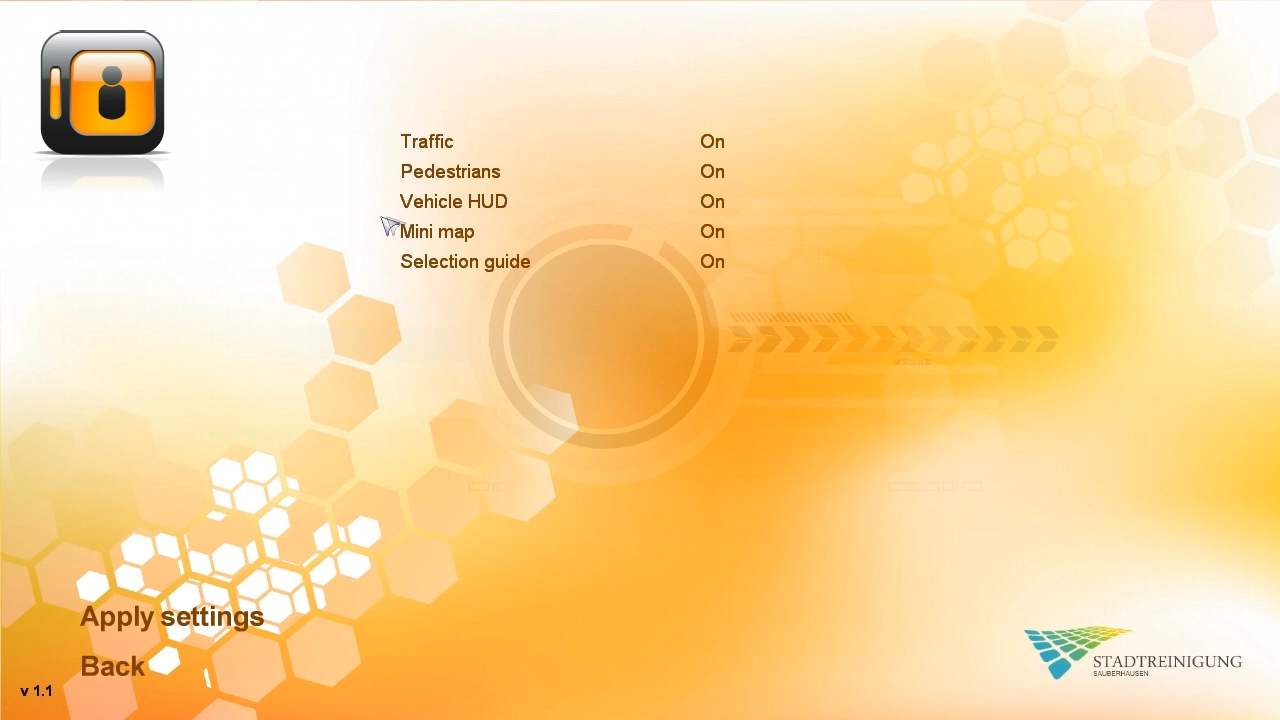 Traffic On
Pedestrians On
Vehicle HUD On
Mini map On
Selection guide On
Apply settings
Back
v 1.1
STADTREINIGUNG
SAUBERHAUSEN